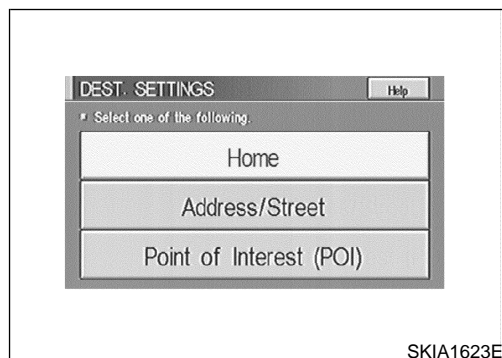 DEST. SETTINGS Help
Select one of the following.
Home
Address/Street
Point of Interest (POI)
SKIA1623E